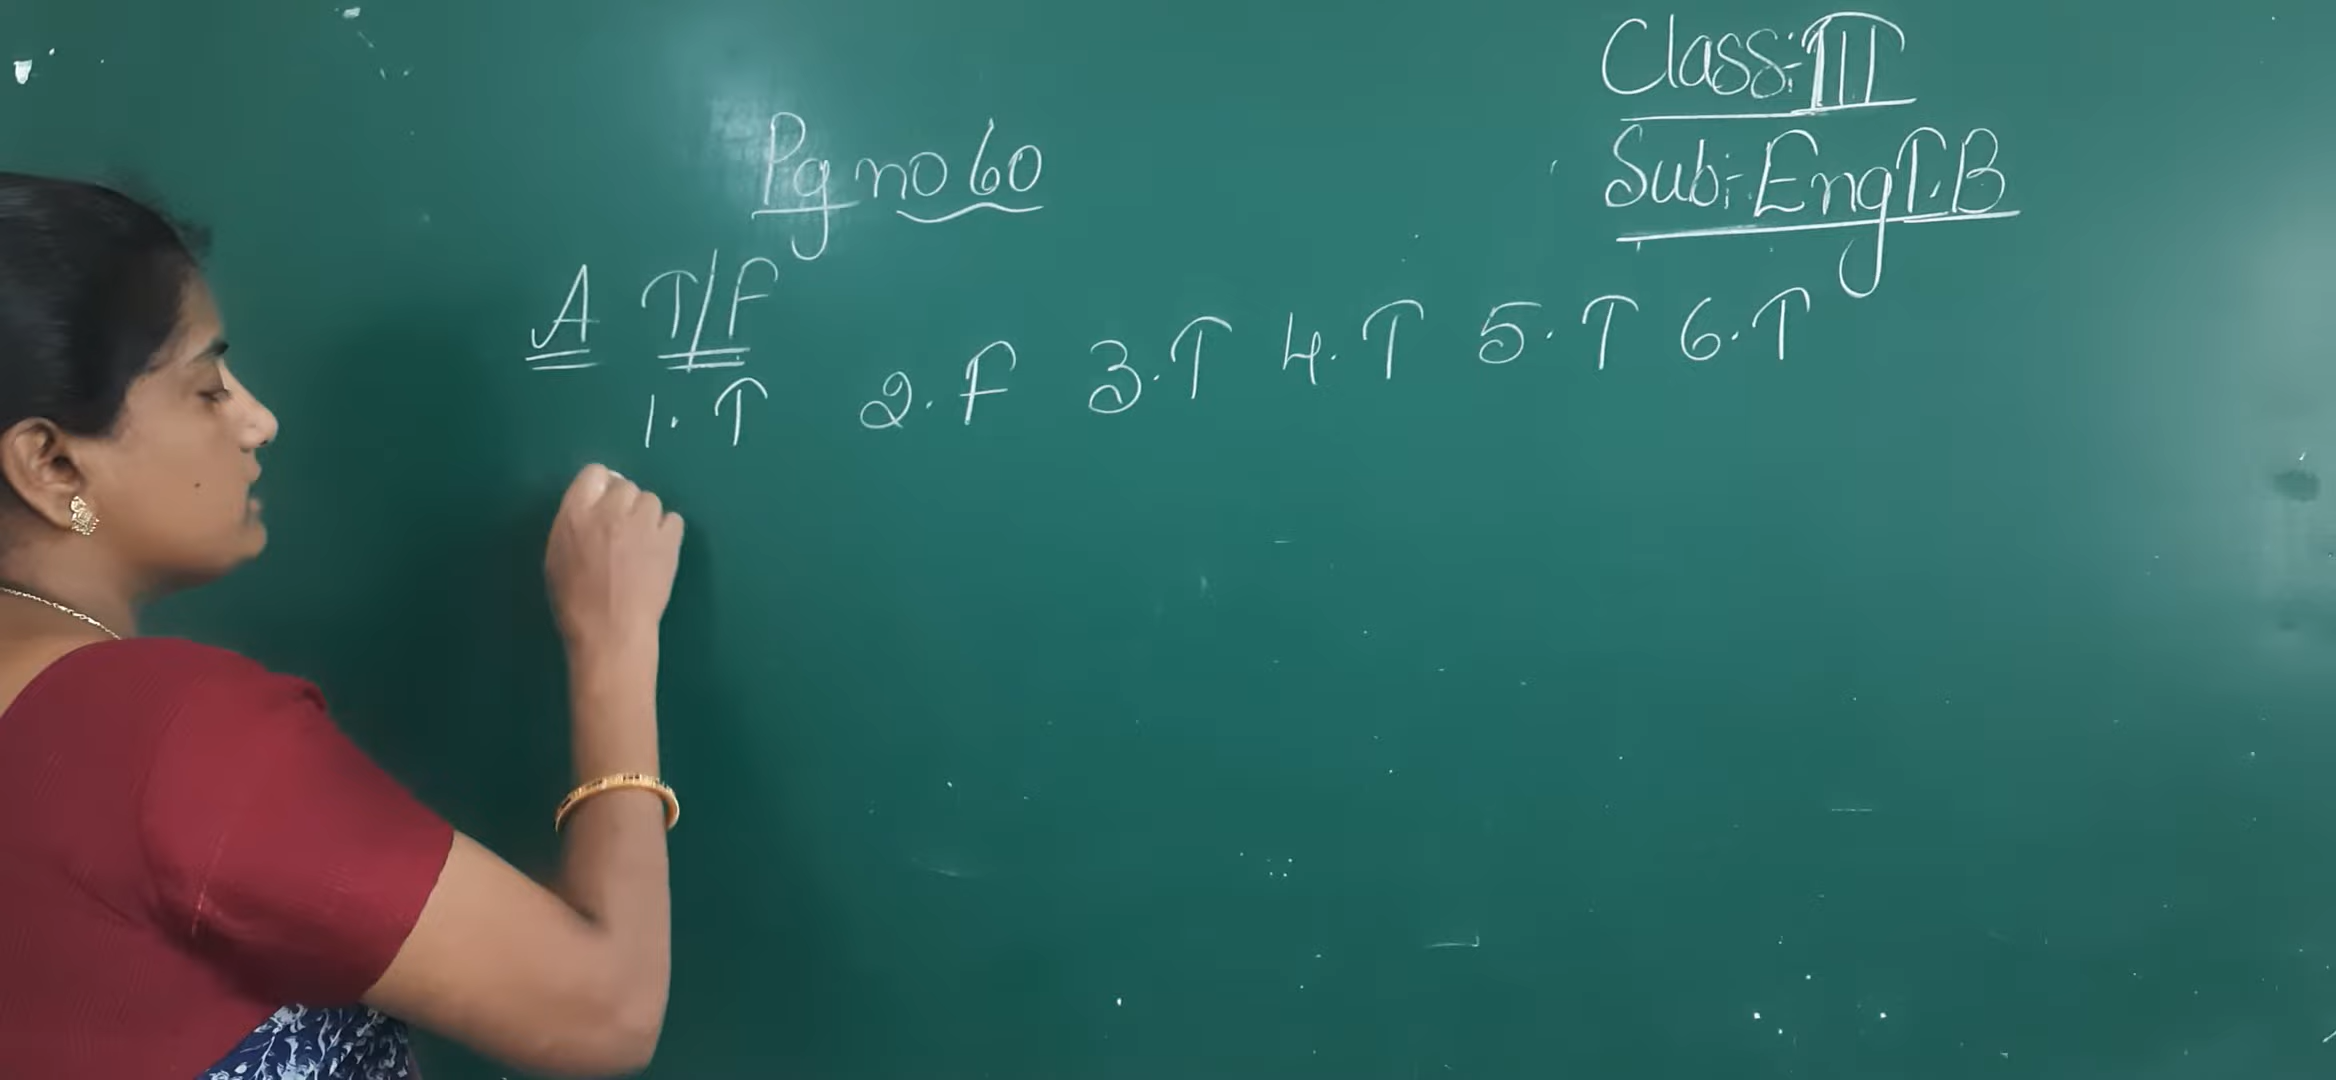 Class:- III
Sub:- Eng T.B
Pg no 60
A T/F
1. T 2. F 3. T 4. T 5. T 6. T